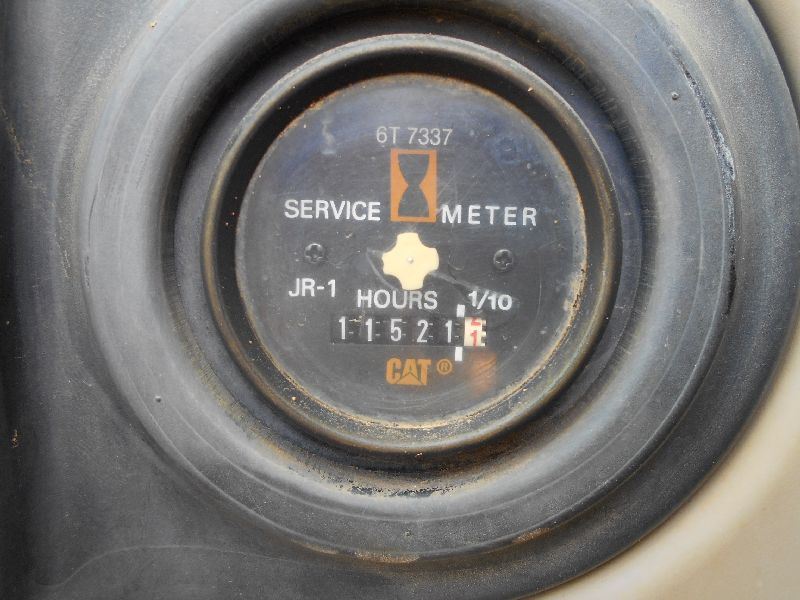 6T 7337
SERVICE METER
JR-1 HOURS 1/10
11521
CAT ®